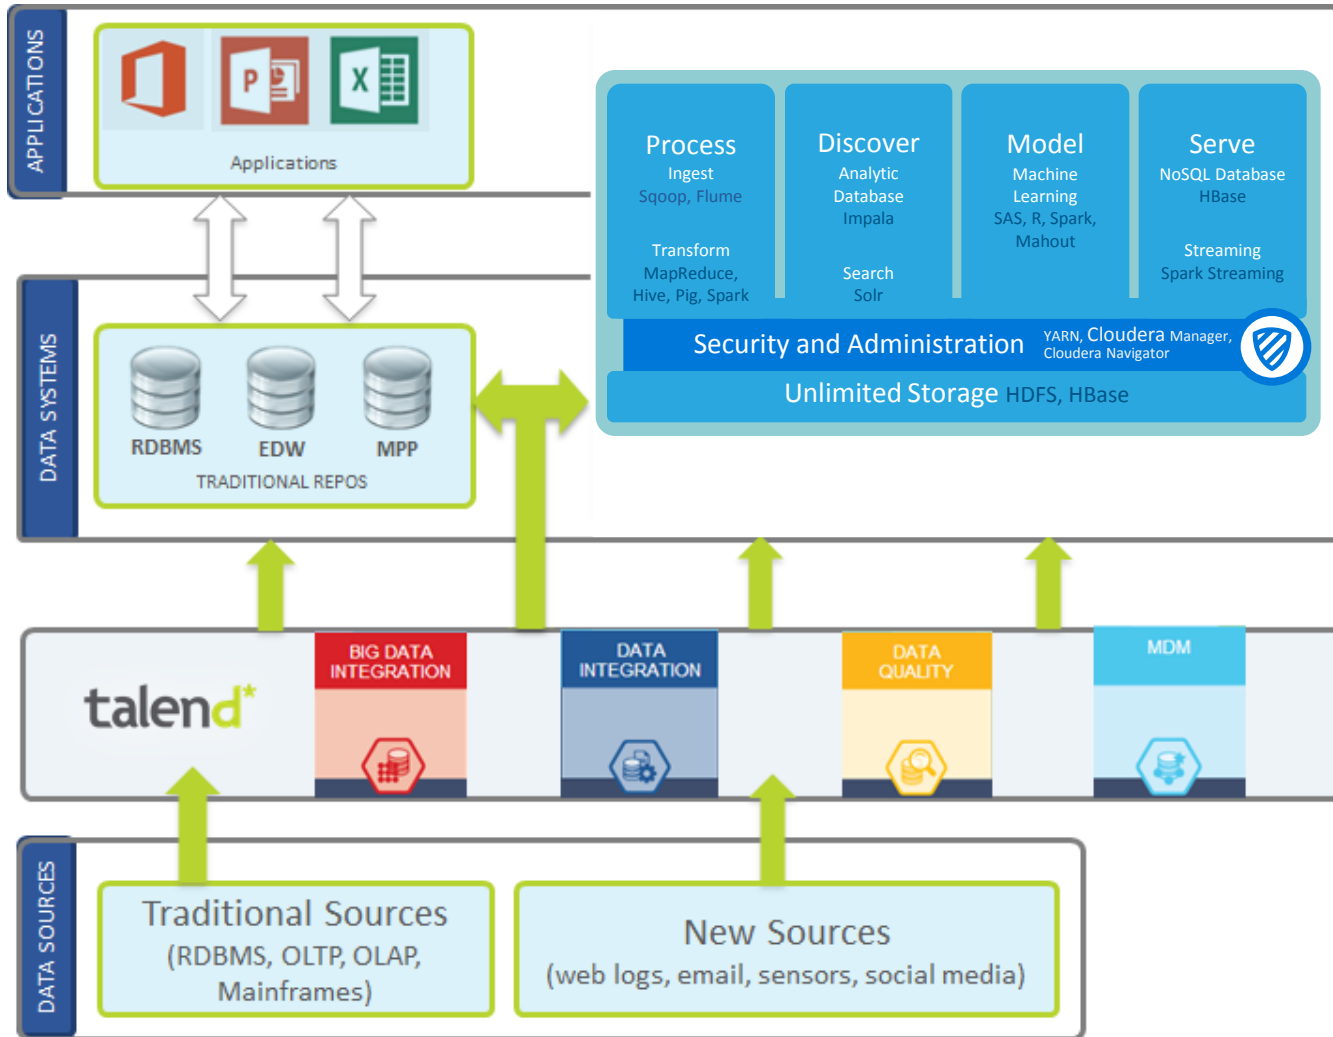 APPLICATIONS
P
X
Applications
Process
Ingest
Sqoop, Flume
Transform
MapReduce,
Hive, Pig, Spark
Discover
Analytic
Database
Impala
Search
Solr
Model
Machine
Learning
SAS, R, Spark,
Mahout
Serve
NoSQL Database
HBase
Streaming
Spark Streaming
Security and Administration
YARN, Cloudera Manager,
Cloudera Navigator
Unlimited Storage HDFS, HBase
DATA SYSTEMS
RDBMS
EDW
MPP
TRADITIONAL REPOS
talend*
BIG DATA
INTEGRATION
DATA
INTEGRATION
DATA
QUALITY
MDM
DATA SOURCES
Traditional Sources
(RDBMS, OLTP, OLAP,
Mainframes)
New Sources
(web logs, email, sensors, social media)